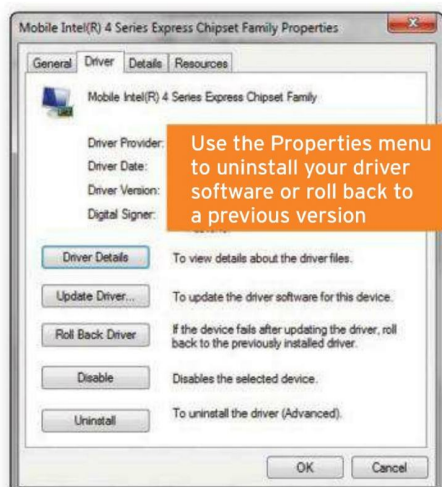 Mobile Intel(R) 4 Series Express Chipset Family Properties
General Driver Details Resources
Mobile Intel(R) 4 Series Express Chipset Family
Driver Provider:
Driver Date:
Driver Version:
Digital Signer:
Use the Properties menu
to uninstall your driver
software or roll back to
a previous version
Driver Details To view details about the driver files.
Update Driver... To update the driver software for this device.
Roll Back Driver If the device fails after updating the driver, roll
back to the previously installed driver.
Disable Disables the selected device.
Uninstall To uninstall the driver (Advanced).
OK Cancel